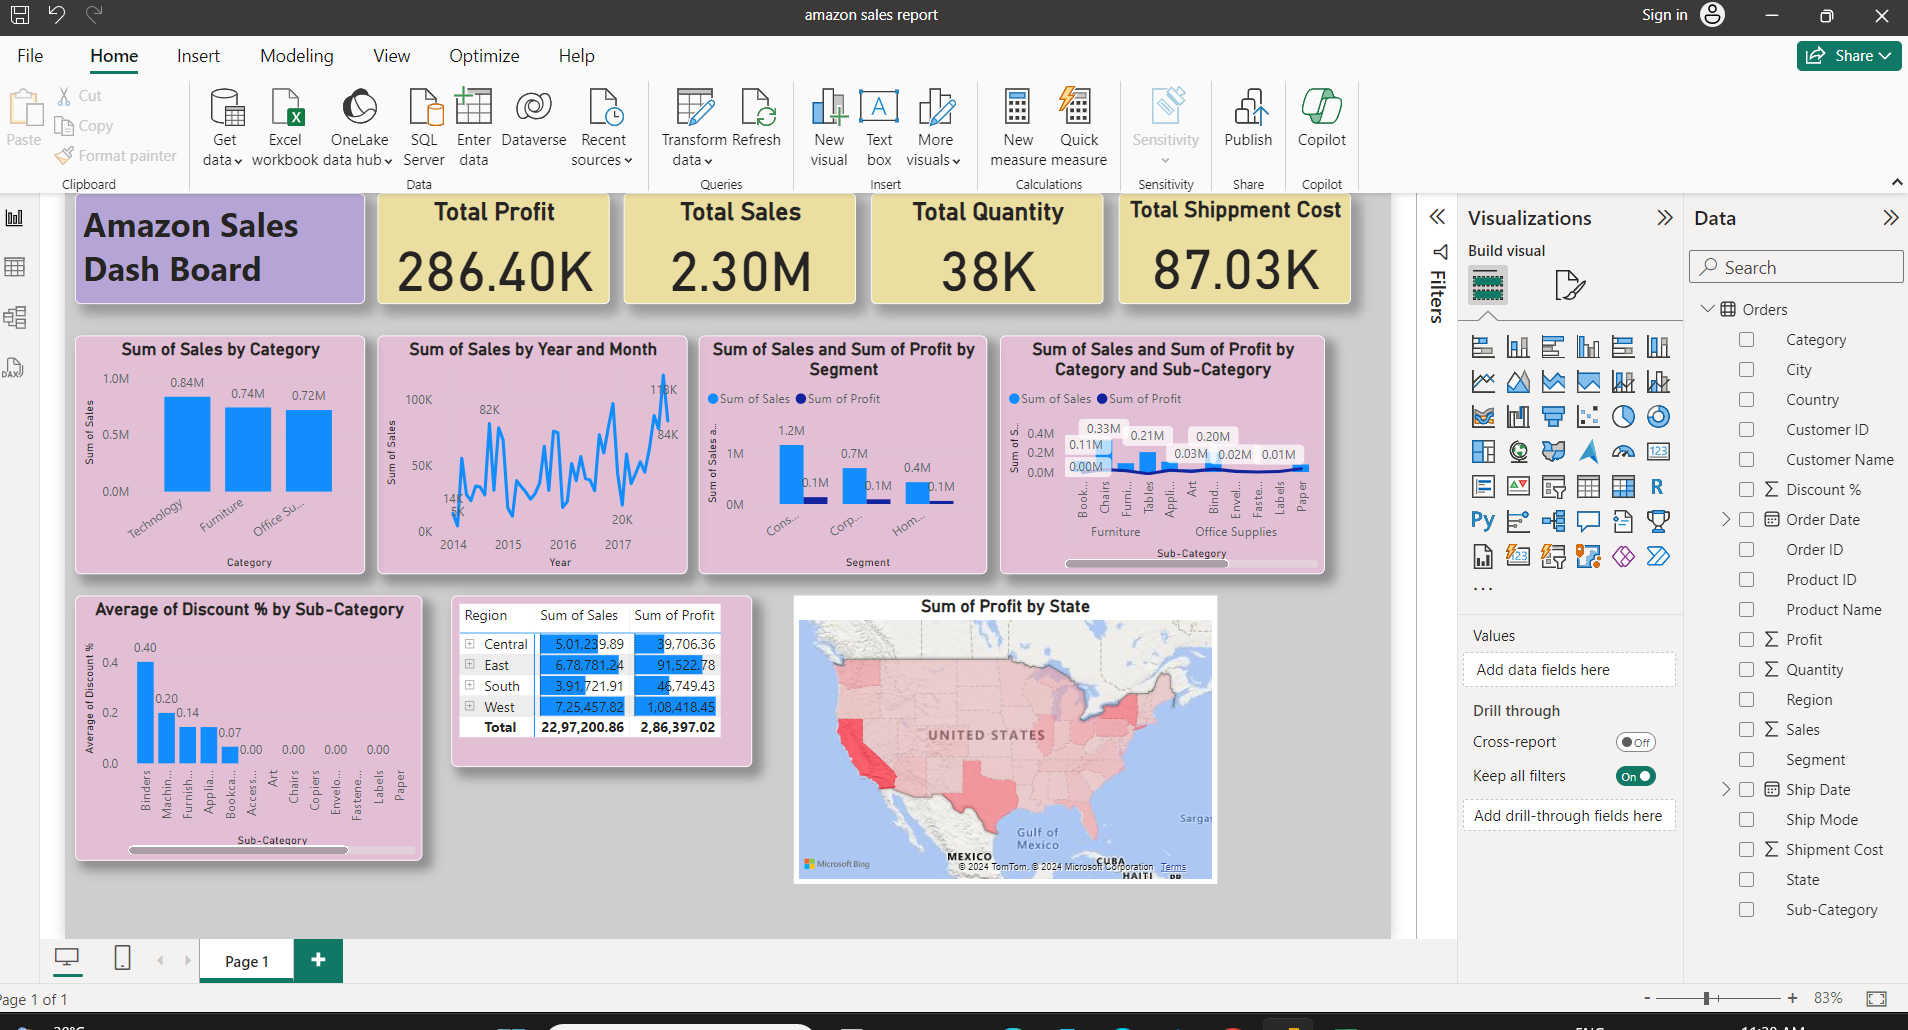 amazon sales report
Sign in
File Home Insert Modeling View Optimize Help
Share
Paste
Cut
Copy
Format painter
Clipboard
Get data
Excel workbook
OneLake data hub
SQL Server
Enter data
Dataverse
Recent sources
Data
Transform data
Refresh
Queries
New visual
Text box
More visuals
Insert
New measure
Quick measure
Calculations
Sensitivity
Sensitivity
Publish
Share
Copilot
Copilot
Amazon Sales
Dash Board
Total Profit
286.40K
Total Sales
2.30M
Total Quantity
38K
Total Shippment Cost
87.03K
Sum of Sales by Category
Sum of Sales
1.0M
0.5M
0.0M
0.84M
0.74M
0.72M
Technology
Furniture
Office Su...
Category
Sum of Sales by Year and Month
Sum of Sales
100K
50K
0K
14K
5K
82K
20K
118K
84K
2014 2015 2016 2017
Year
Sum of Sales and Sum of Profit by
Segment
Sum of Sales Sum of Profit
Sum of Sales a...
1M
0M
1.2M
0.1M
0.7M
0.1M
0.4M
0.1M
Cons...
Corp...
Hom...
Segment
Sum of Sales and Sum of Profit by
Category and Sub-Category
Sum of Sales Sum of Profit
Sum of S...
0.4M
0.2M
0.0M
0.11M
0.00M
0.33M
0.21M
0.03M
0.20M
0.02M
0.01M
Book...
Chairs
Furni...
Tables
Appli...
Art
Bind...
Envel...
Faste...
Labels
Paper
Furniture
Office Supplies
Sub-Category
Average of Discount % by Sub-Category
Average of Discount %
0.4
0.2
0.0
0.40
0.20
0.14
0.07
0.00
0.00
0.00
0.00
Binders
Machin...
Furnish...
Applia...
Bookca...
Access...
Art
Chairs
Copiers
Envelo...
Fastene...
Labels
Paper
Sub-Category
Region Sum of Sales Sum of Profit
Central 5,01,239.89 39,706.36
East 6,78,781.24 91,522.78
South 3,91,721.91 46,749.43
West 7,25,457.82 1,08,418.45
Total 22,97,200.86 2,86,397.02
Sum of Profit by State
UNITED STATES
Gulf of
Mexico
Sargas
MEXICO
CUBA
HAITI
PR
Microsoft Bing
© 2024 TomTom, © 2024 Microsoft Corporation Terms
Filters
Visualizations
Build visual
Values
Add data fields here
Drill through
Cross-report
Off
Keep all filters
On
Add drill-through fields here
Data
Search
Orders
Category
City
Country
Customer ID
Customer Name
Discount %
Order Date
Order ID
Product ID
Product Name
Profit
Quantity
Region
Sales
Segment
Ship Date
Ship Mode
Shipment Cost
State
Sub-Category
Page 1
Page 1 of 1
83%